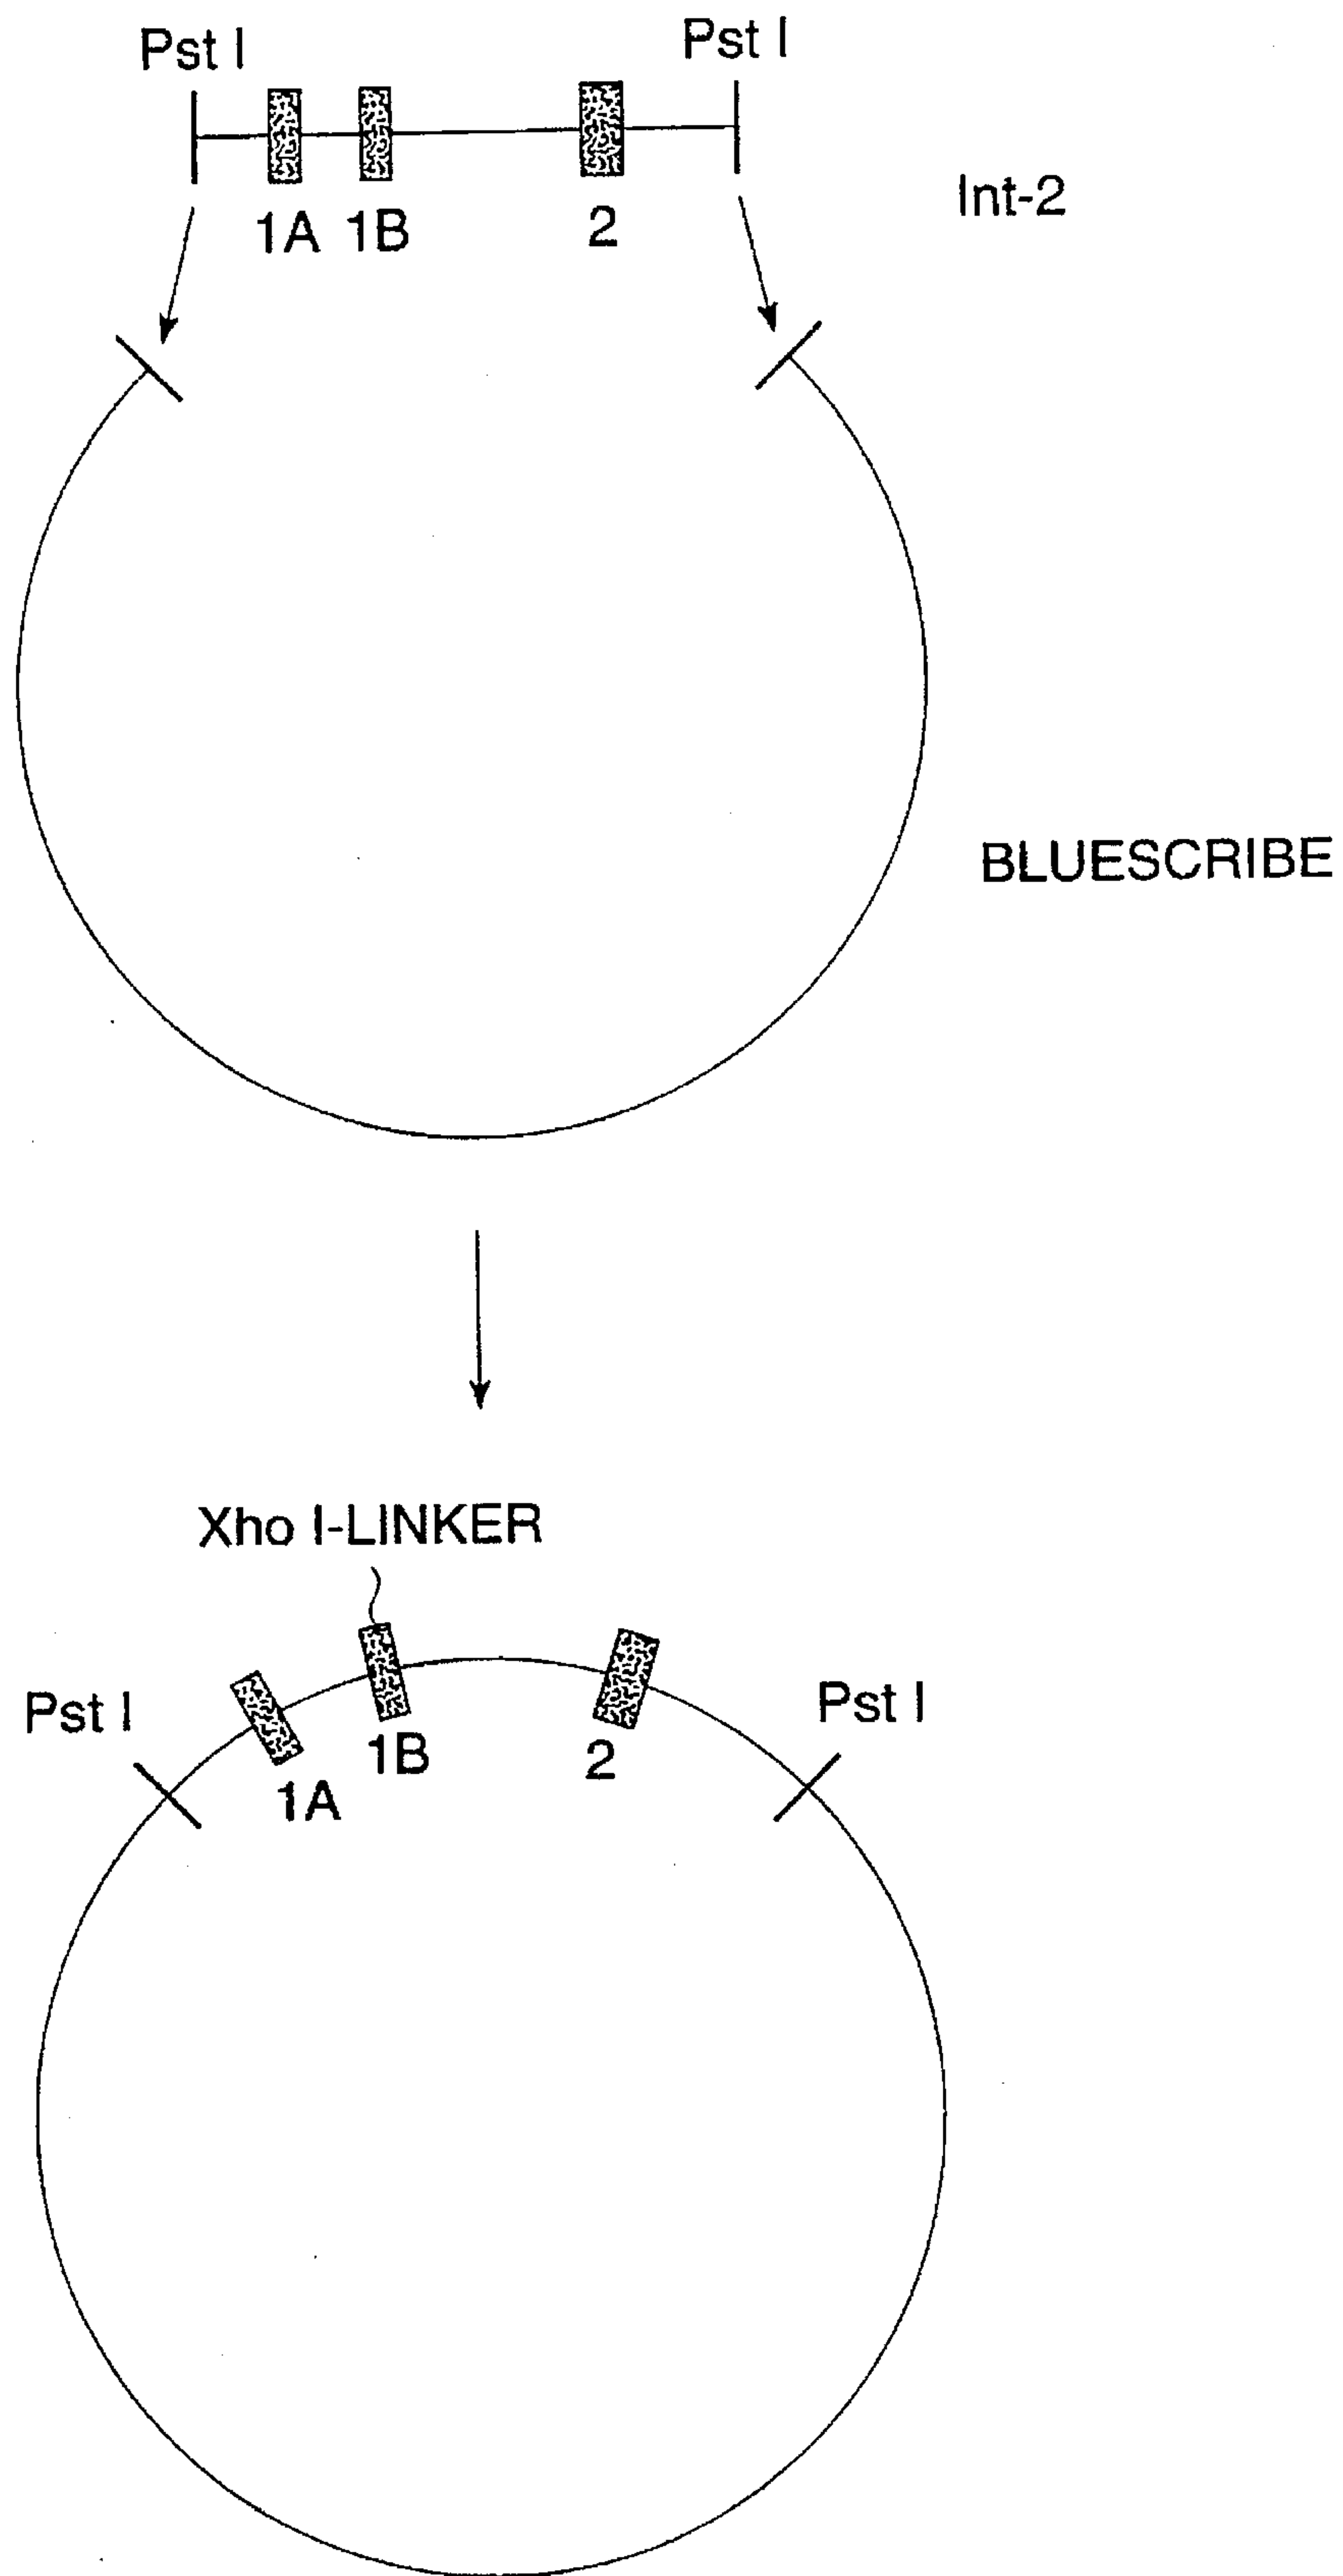 Pst I
Pst I
1A
1B
2
Int-2
BLUESCRIBE
Xho I-LINKER
Pst I
1A
1B
2
Pst I